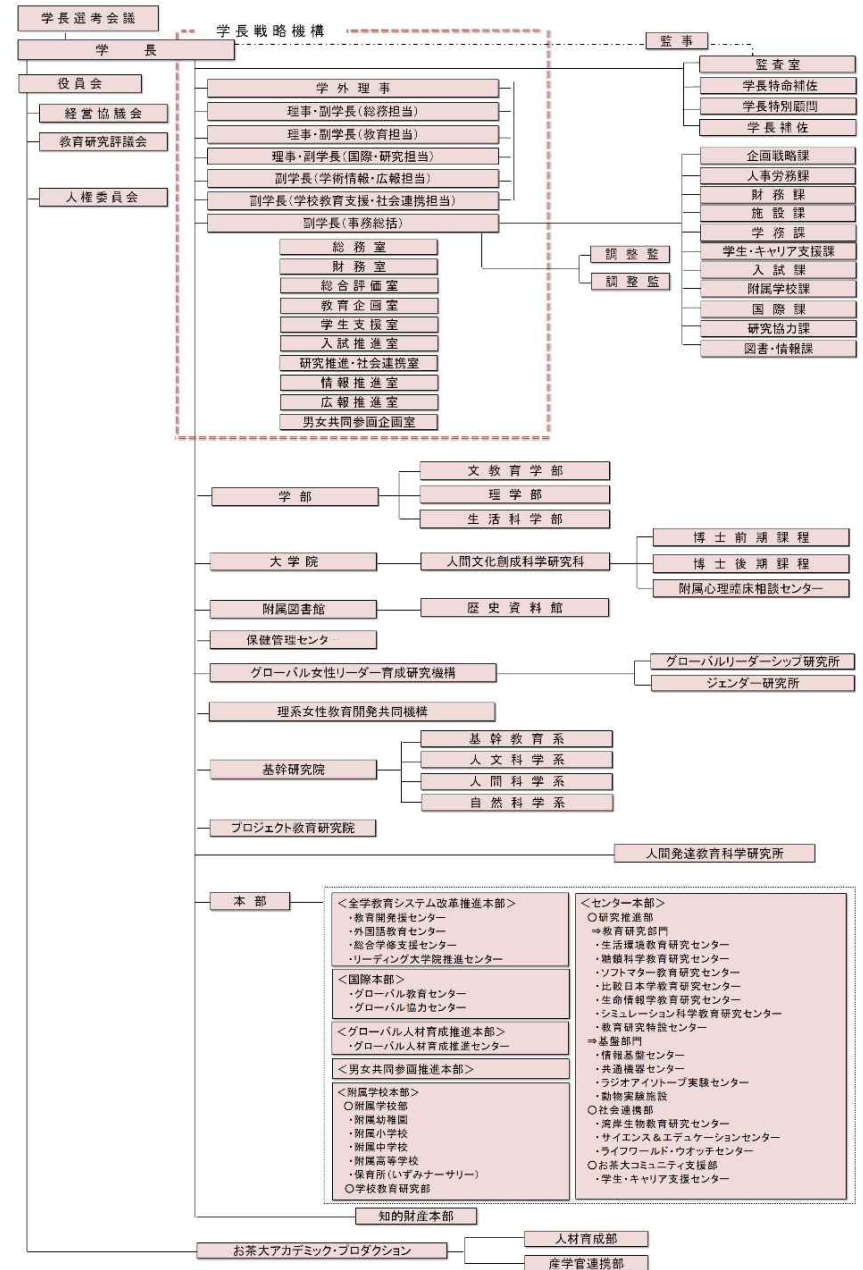 学長選考会議
学長戦略機構
学長
監事
役員会
経営協議会
教育研究評議会
人権委員会
学外理事
理事・副学長(総務担当)
理事・副学長(教育担当)
理事・副学長(国際・研究担当)
副学長(学術情報・広報担当)
副学長(学校教育支援・社会連携担当)
副学長(事務総括)
総務室
財務室
総合評価室
教育企画室
学生支援室
入試推進室
研究推進・社会連携室
情報推進室
広報推進室
男女共同参画企画室
調整監
調整監
監査室
学長特命補佐
学長特別顧問
学長補佐
企画戦略課
人事労務課
財務課
施設課
学務課
学生・キャリア支援課
入試課
附属学校課
国際課
研究協力課
図書・情報課
学部
文教育学部
理学部
生活科学部
大学院
人間文化創成科学研究科
博士前期課程
博士後期課程
附属心理臨床相談センター
附属図書館
歴史資料館
保健管理センター
グローバル女性リーダー育成研究機構
グローバルリーダーシップ研究所
ジェンダー研究所
理系女性教育開発共同機構
基幹研究院
基幹教育系
人文科学系
人間科学系
自然科学系
プロジェクト教育研究院
人間発達教育科学研究所
本部
<全学教育システム改革推進本部>
・教育開発援センター
・外国語教育センター
・総合学修支援センター
・リーディング大学院推進センター
<国際本部>
・グローバル教育センター
・グローバル協力センター
<グローバル人材育成推進本部>
・グローバル人材育成推進センター
<男女共同参画推進本部>
<附属学校本部>
○附属学校部
・附属幼稚園
・附属小学校
・附属中学校
・附属高等学校
・保育所(いずみナーサリー)
○学校教育研究部
<センター本部>
○研究推進部
⇒教育研究部門
・生活環境教育研究センター
・糖鎖科学教育研究センター
・ソフトマター教育研究センター
・比較日本学教育研究センター
・生命情報学教育研究センター
・シミュレーション科学教育研究センター
・教育研究特設センター
⇒基盤部門
・情報基盤センター
・共通機器センター
・ラジオアイソトープ実験センター
・動物実験施設
○社会連携部
・湾岸生物教育研究センター
・サイエンス&エデュケーションセンター
・ライフワールド・ウオッチセンター
○お茶大コミュニティ支援部
・学生・キャリア支援センター
知的財産本部
お茶大アカデミック・プロダクション
人材育成部
産学官連携部